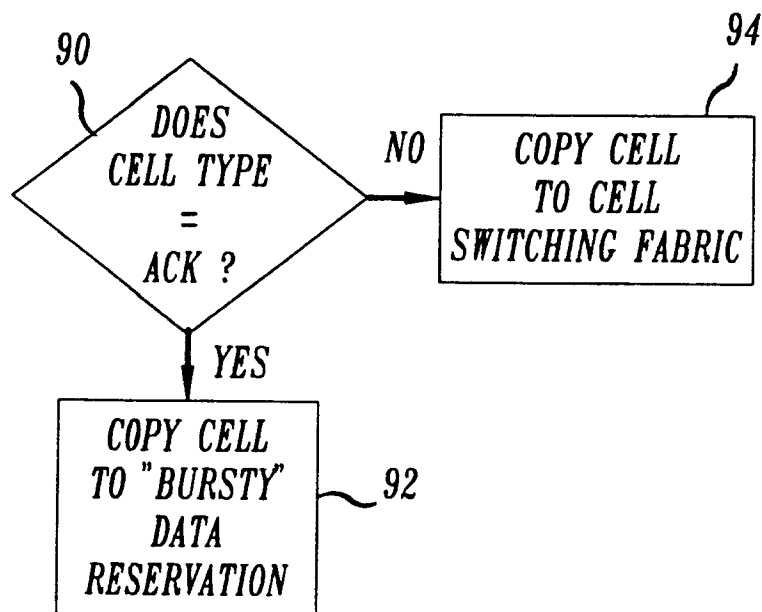 90
DOES
CELL TYPE
=
ACK ?
NO
94
COPY CELL
TO CELL
SWITCHING FABRIC
YES
COPY CELL
TO "BURSTY"
DATA
RESERVATION
92